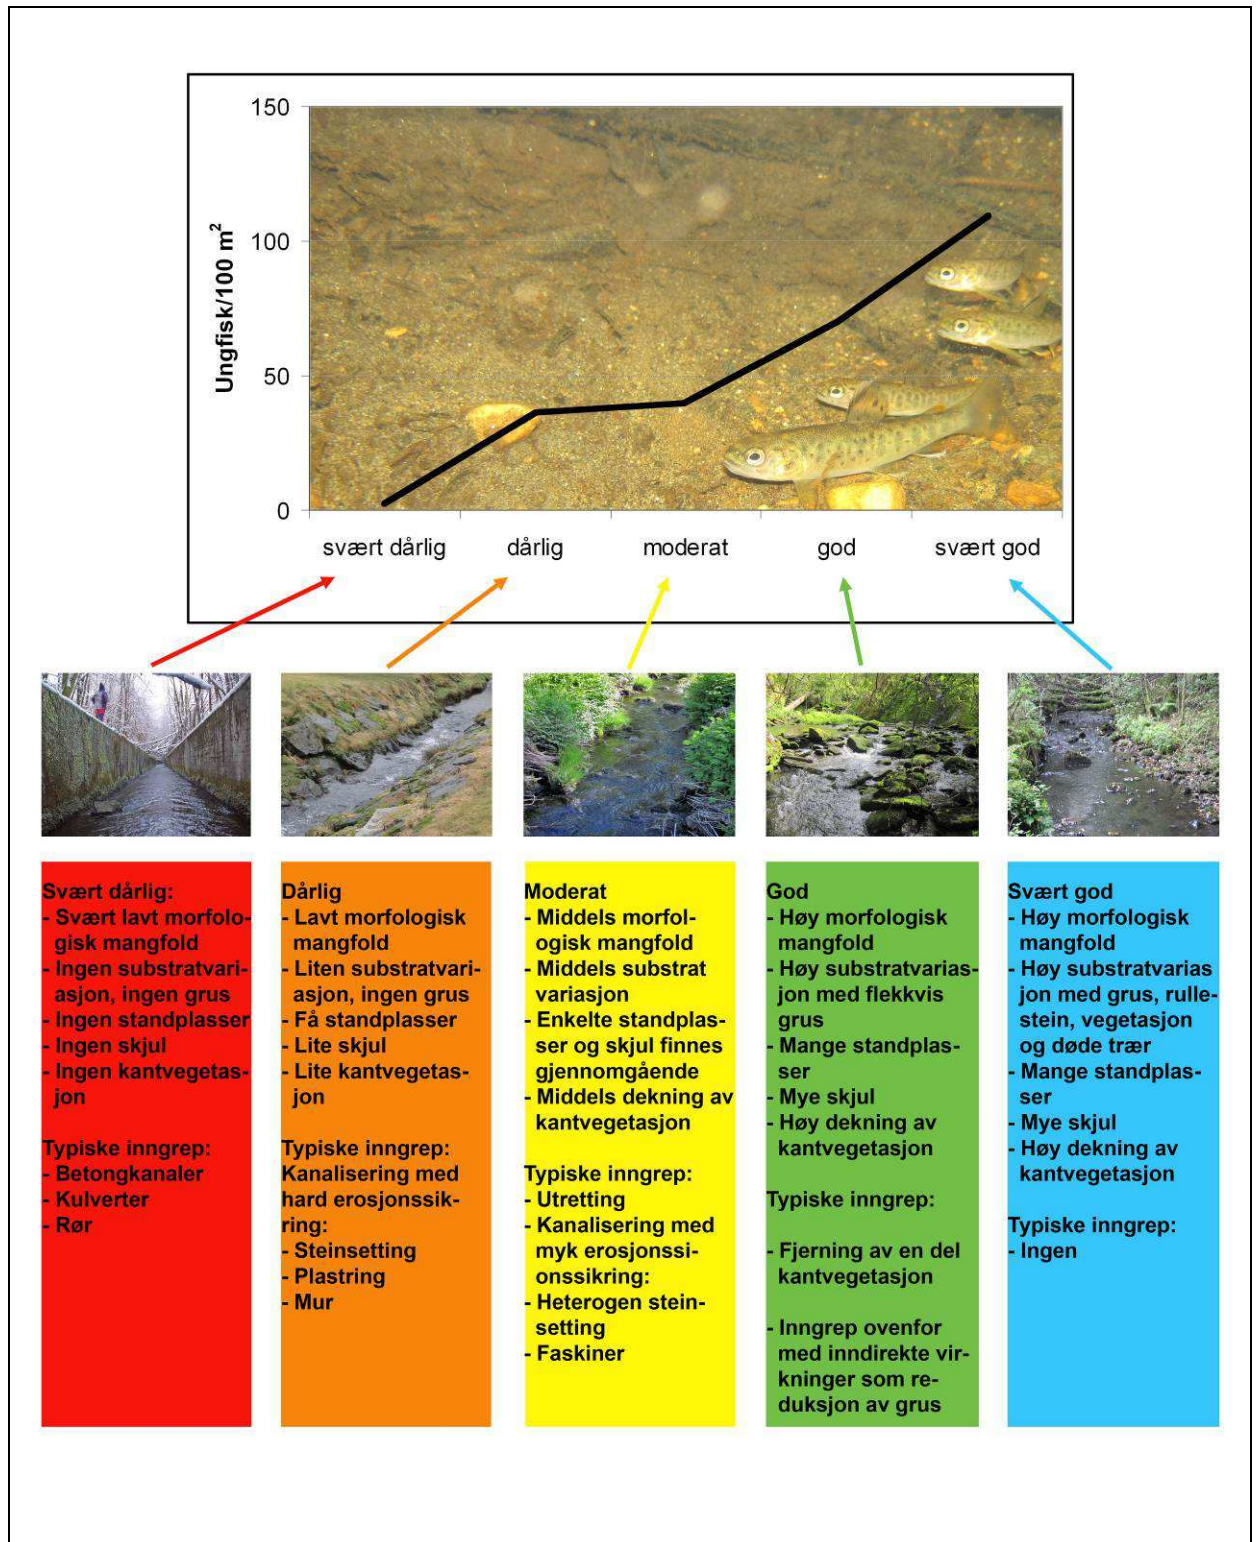 150
100
50
0
Ungfisk/100 m²
svært dårlig
dårlig
moderat
god
svært god
Svært dårlig:
- Svært lavt morfolo-
gisk mangfold
- Ingen substratvari-
asjon, ingen grus
- Ingen standplasser
- Ingen skjul
- Ingen kantvegetas-
jon
Typiske inngrep:
- Betongkanaler
- Kulverter
- Rør
Dårlig
- Lavt morfologisk
mangfold
- Liten substratvari-
asjon, ingen grus
- Få standplasser
- Lite skjul
- Lite kantvegetas-
jon
Typiske inngrep:
Kanalisering med
hard erosjonssik-
ring:
- Steinsetting
- Plastring
- Mur
Moderat
- Middels morfol-
ogisk mangfold
- Middels substrat
variasjon
- Enkelte standplas-
ser og skjul finnes
gjennomgående
- Middels dekning av
kantvegetasjon
Typiske inngrep:
- Utretting
- Kanalisering med
myk erosjonssi-
onssikring:
- Heterogen stein-
setting
- Faskiner
God
- Høy morfologisk
mangfold
- Høy substratvarias-
jon med flekkvis
grus
- Mange standplas-
ser
- Mye skjul
- Høy dekning av
kantvegetasjon
Typiske inngrep:
- Fjerning av en del
kantvegetasjon
- Inngrep ovenfor
med inndirekte vir-
kninger som re-
duksjon av grus
Svært god
- Høy morfologisk
mangfold
- Høy substratvarias
jon med grus, rulle-
stein, vegetasjon
og døde trær
- Mange standplas-
ser
- Mye skjul
- Høy dekning av
kantvegetasjon
Typiske inngrep:
- Ingen